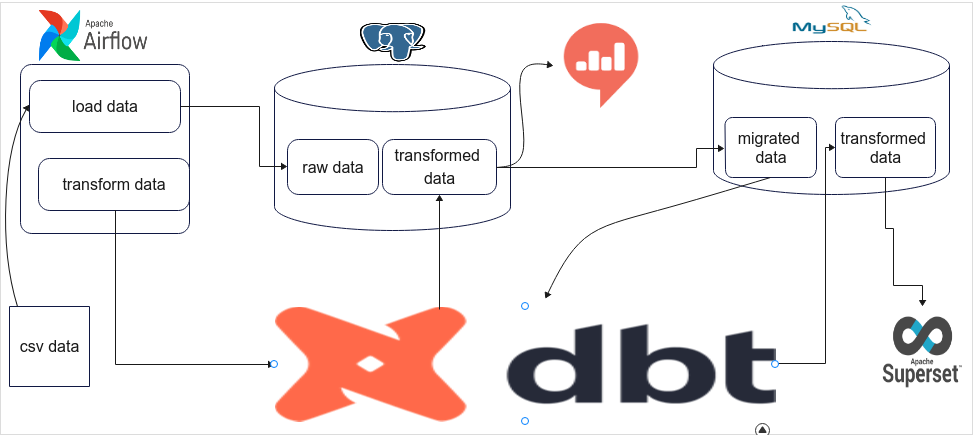 Apache
Airflow
MySQL
load data
transform data
raw data
transformed
data
migrated
data
transformed
data
csv data
dbt
Apache
Superset™